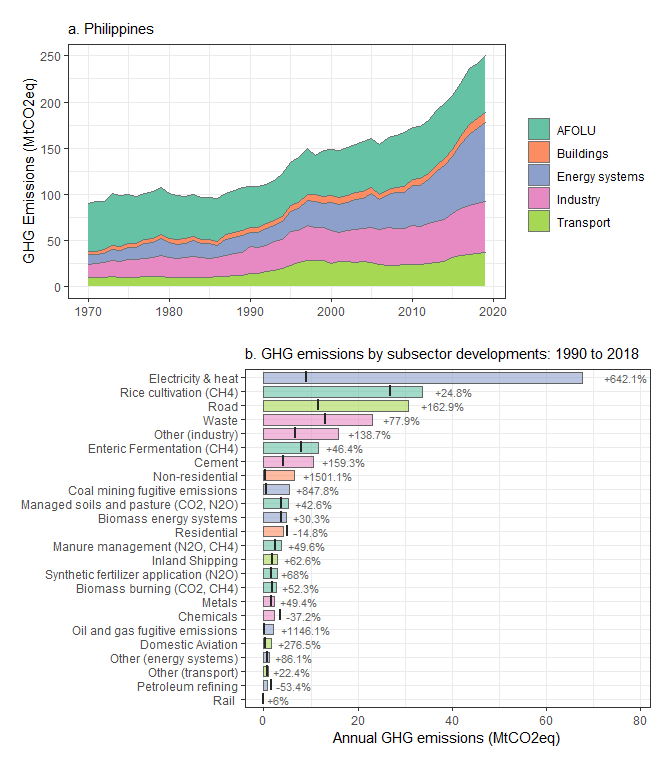 a. Philippines
GHG Emissions (MtCO2eq)
250
200
150
100
50
0
1970
1980
1990
2000
2010
2020
AFOLU
Buildings
Energy systems
Industry
Transport
b. GHG emissions by subsector developments: 1990 to 2018
Electricity & heat +642.1%
Rice cultivation (CH4) +24.8%
Road +162.9%
Waste +77.9%
Other (industry) +138.7%
Enteric Fermentation (CH4) +46.4%
Cement +159.3%
Non-residential +1501.1%
Coal mining fugitive emissions +847.8%
Managed soils and pasture (CO2, N2O) +42.6%
Biomass energy systems +30.3%
Residential -14.8%
Manure management (N2O, CH4) +49.6%
Inland Shipping +62.6%
Synthetic fertilizer application (N2O) +68%
Biomass burning (CO2, CH4) +52.3%
Metals +49.4%
Chemicals -37.2%
Oil and gas fugitive emissions +1146.1%
Domestic Aviation +276.5%
Other (energy systems) +86.1%
Other (transport) +22.4%
Petroleum refining -53.4%
Rail +6%
0
20
40
60
80
Annual GHG emissions (MtCO2eq)